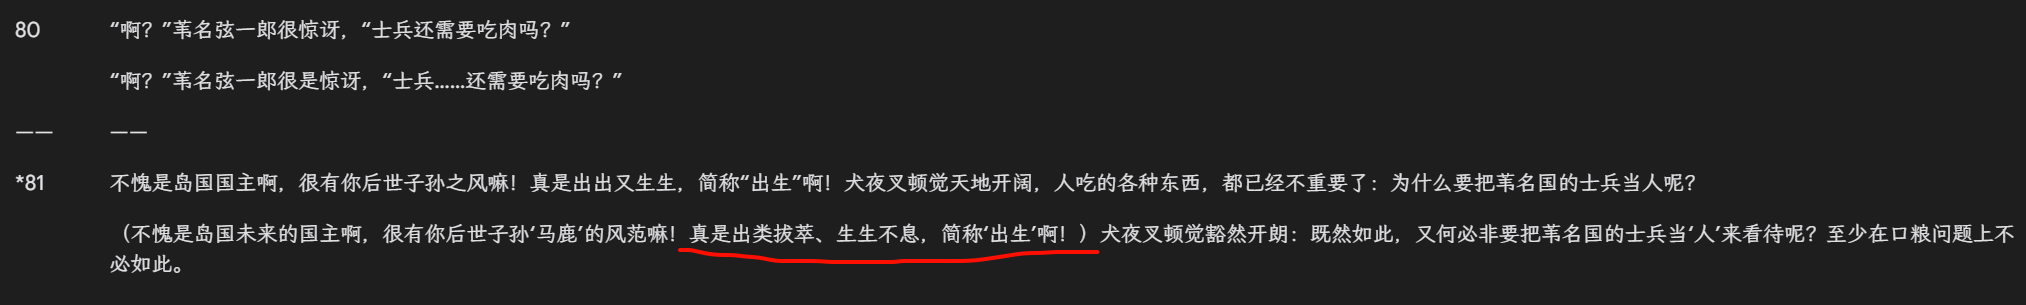 80 “啊？”苇名弦一郎很惊讶，“士兵还需要吃肉吗？”
“啊？”苇名弦一郎很是惊讶，“士兵……还需要吃肉吗？”
—— ——
*81 不愧是岛国国主啊，很有你后世子孙之风嘛！真是出出又生生，简称“出生”啊！犬夜叉顿觉天地开阔，人吃的各种东西，都已经不重要了：为什么要把苇名国的士兵当人呢？
（不愧是岛国未来的国主啊，很有你后世子孙‘马鹿’的风范嘛！真是出类拔萃、生生不息，简称‘出生’啊！）犬夜叉顿觉豁然开朗：既然如此，又何必非要把苇名国的士兵当‘人’来看待呢？至少在口粮问题上不
必如此。